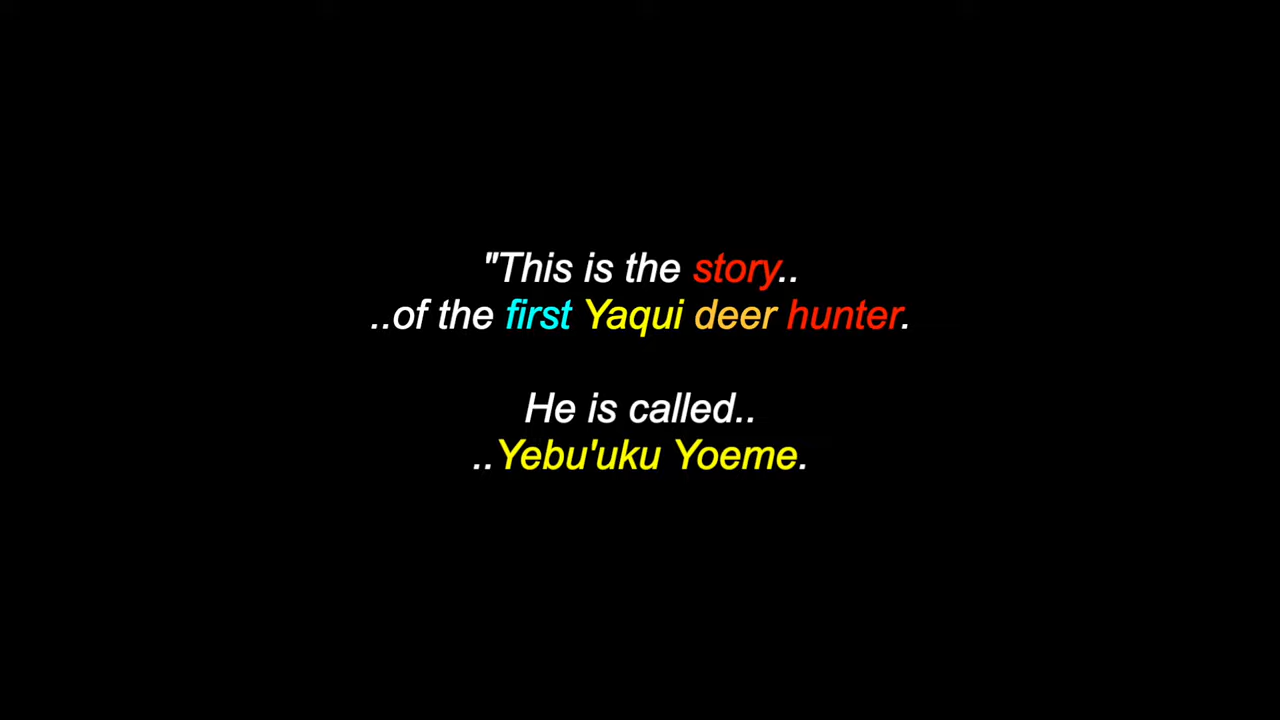 "This is the story..
..of the first Yaqui deer hunter.
He is called..
..Yebu'uku Yoeme.